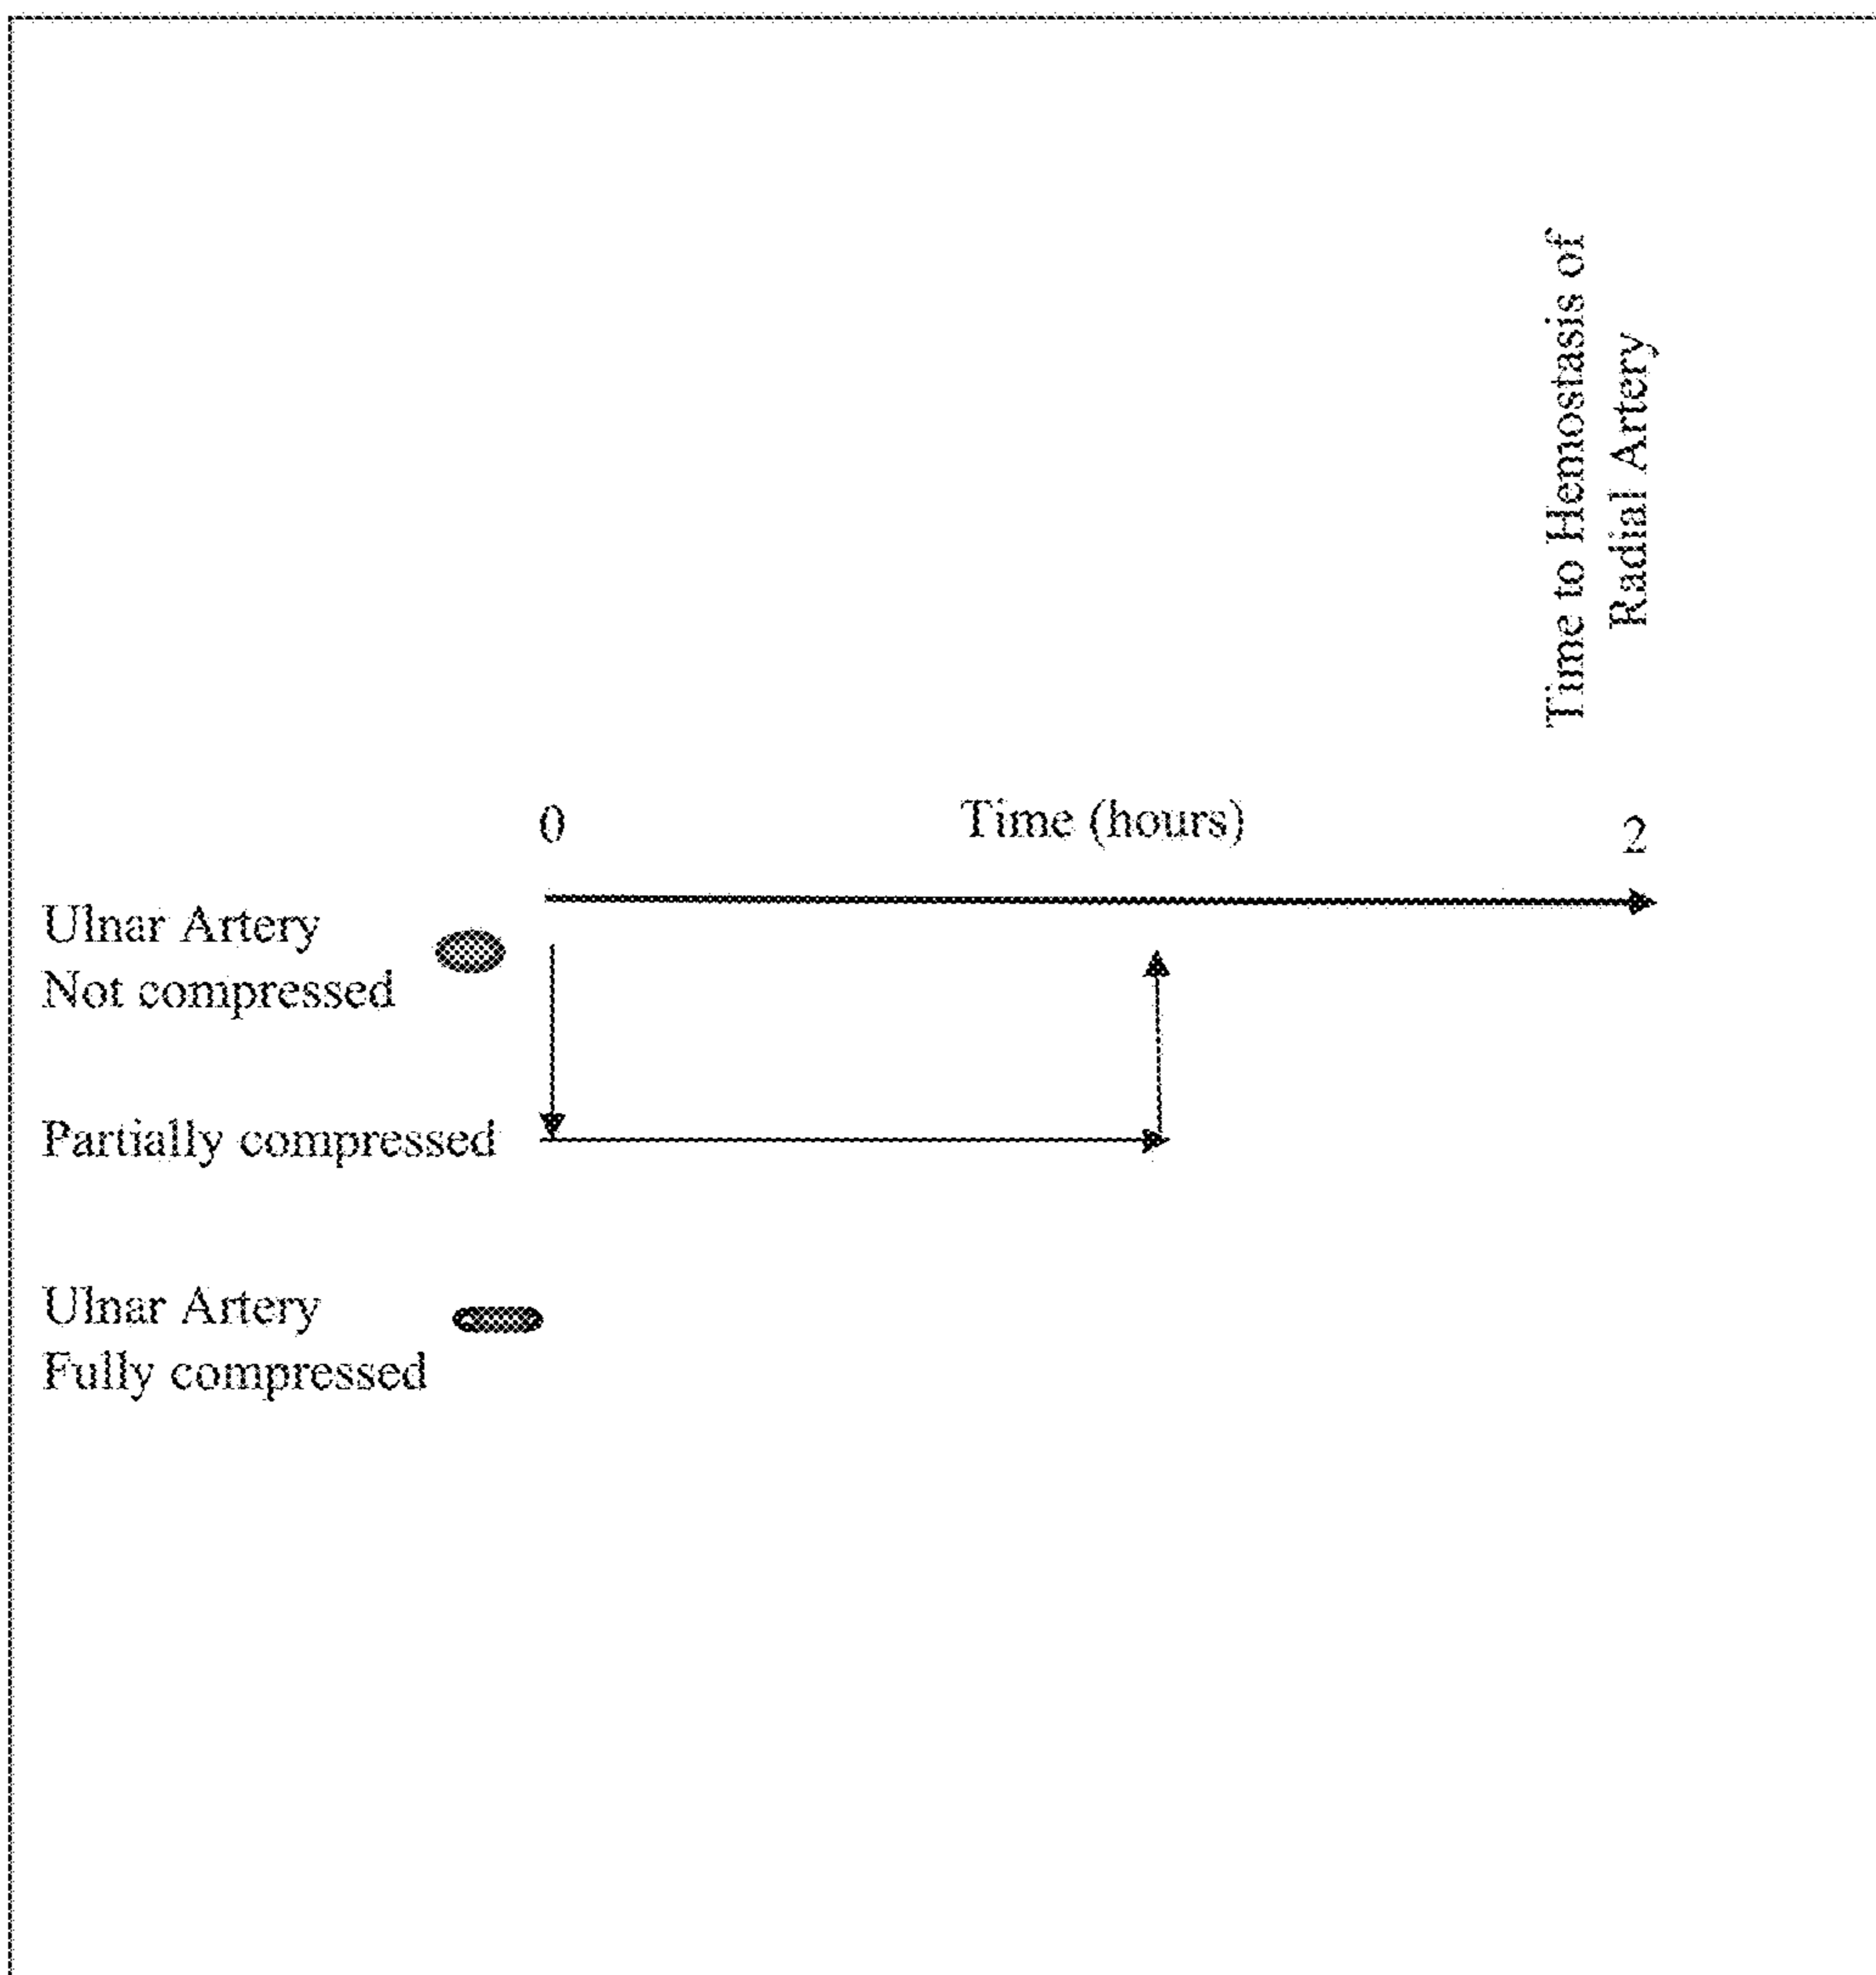 Time to Hemostasis of
Radial Artery
0
Time (hours)
2
Ulnar Artery
Not compressed
Partially compressed
Ulnar Artery
Fully compressed